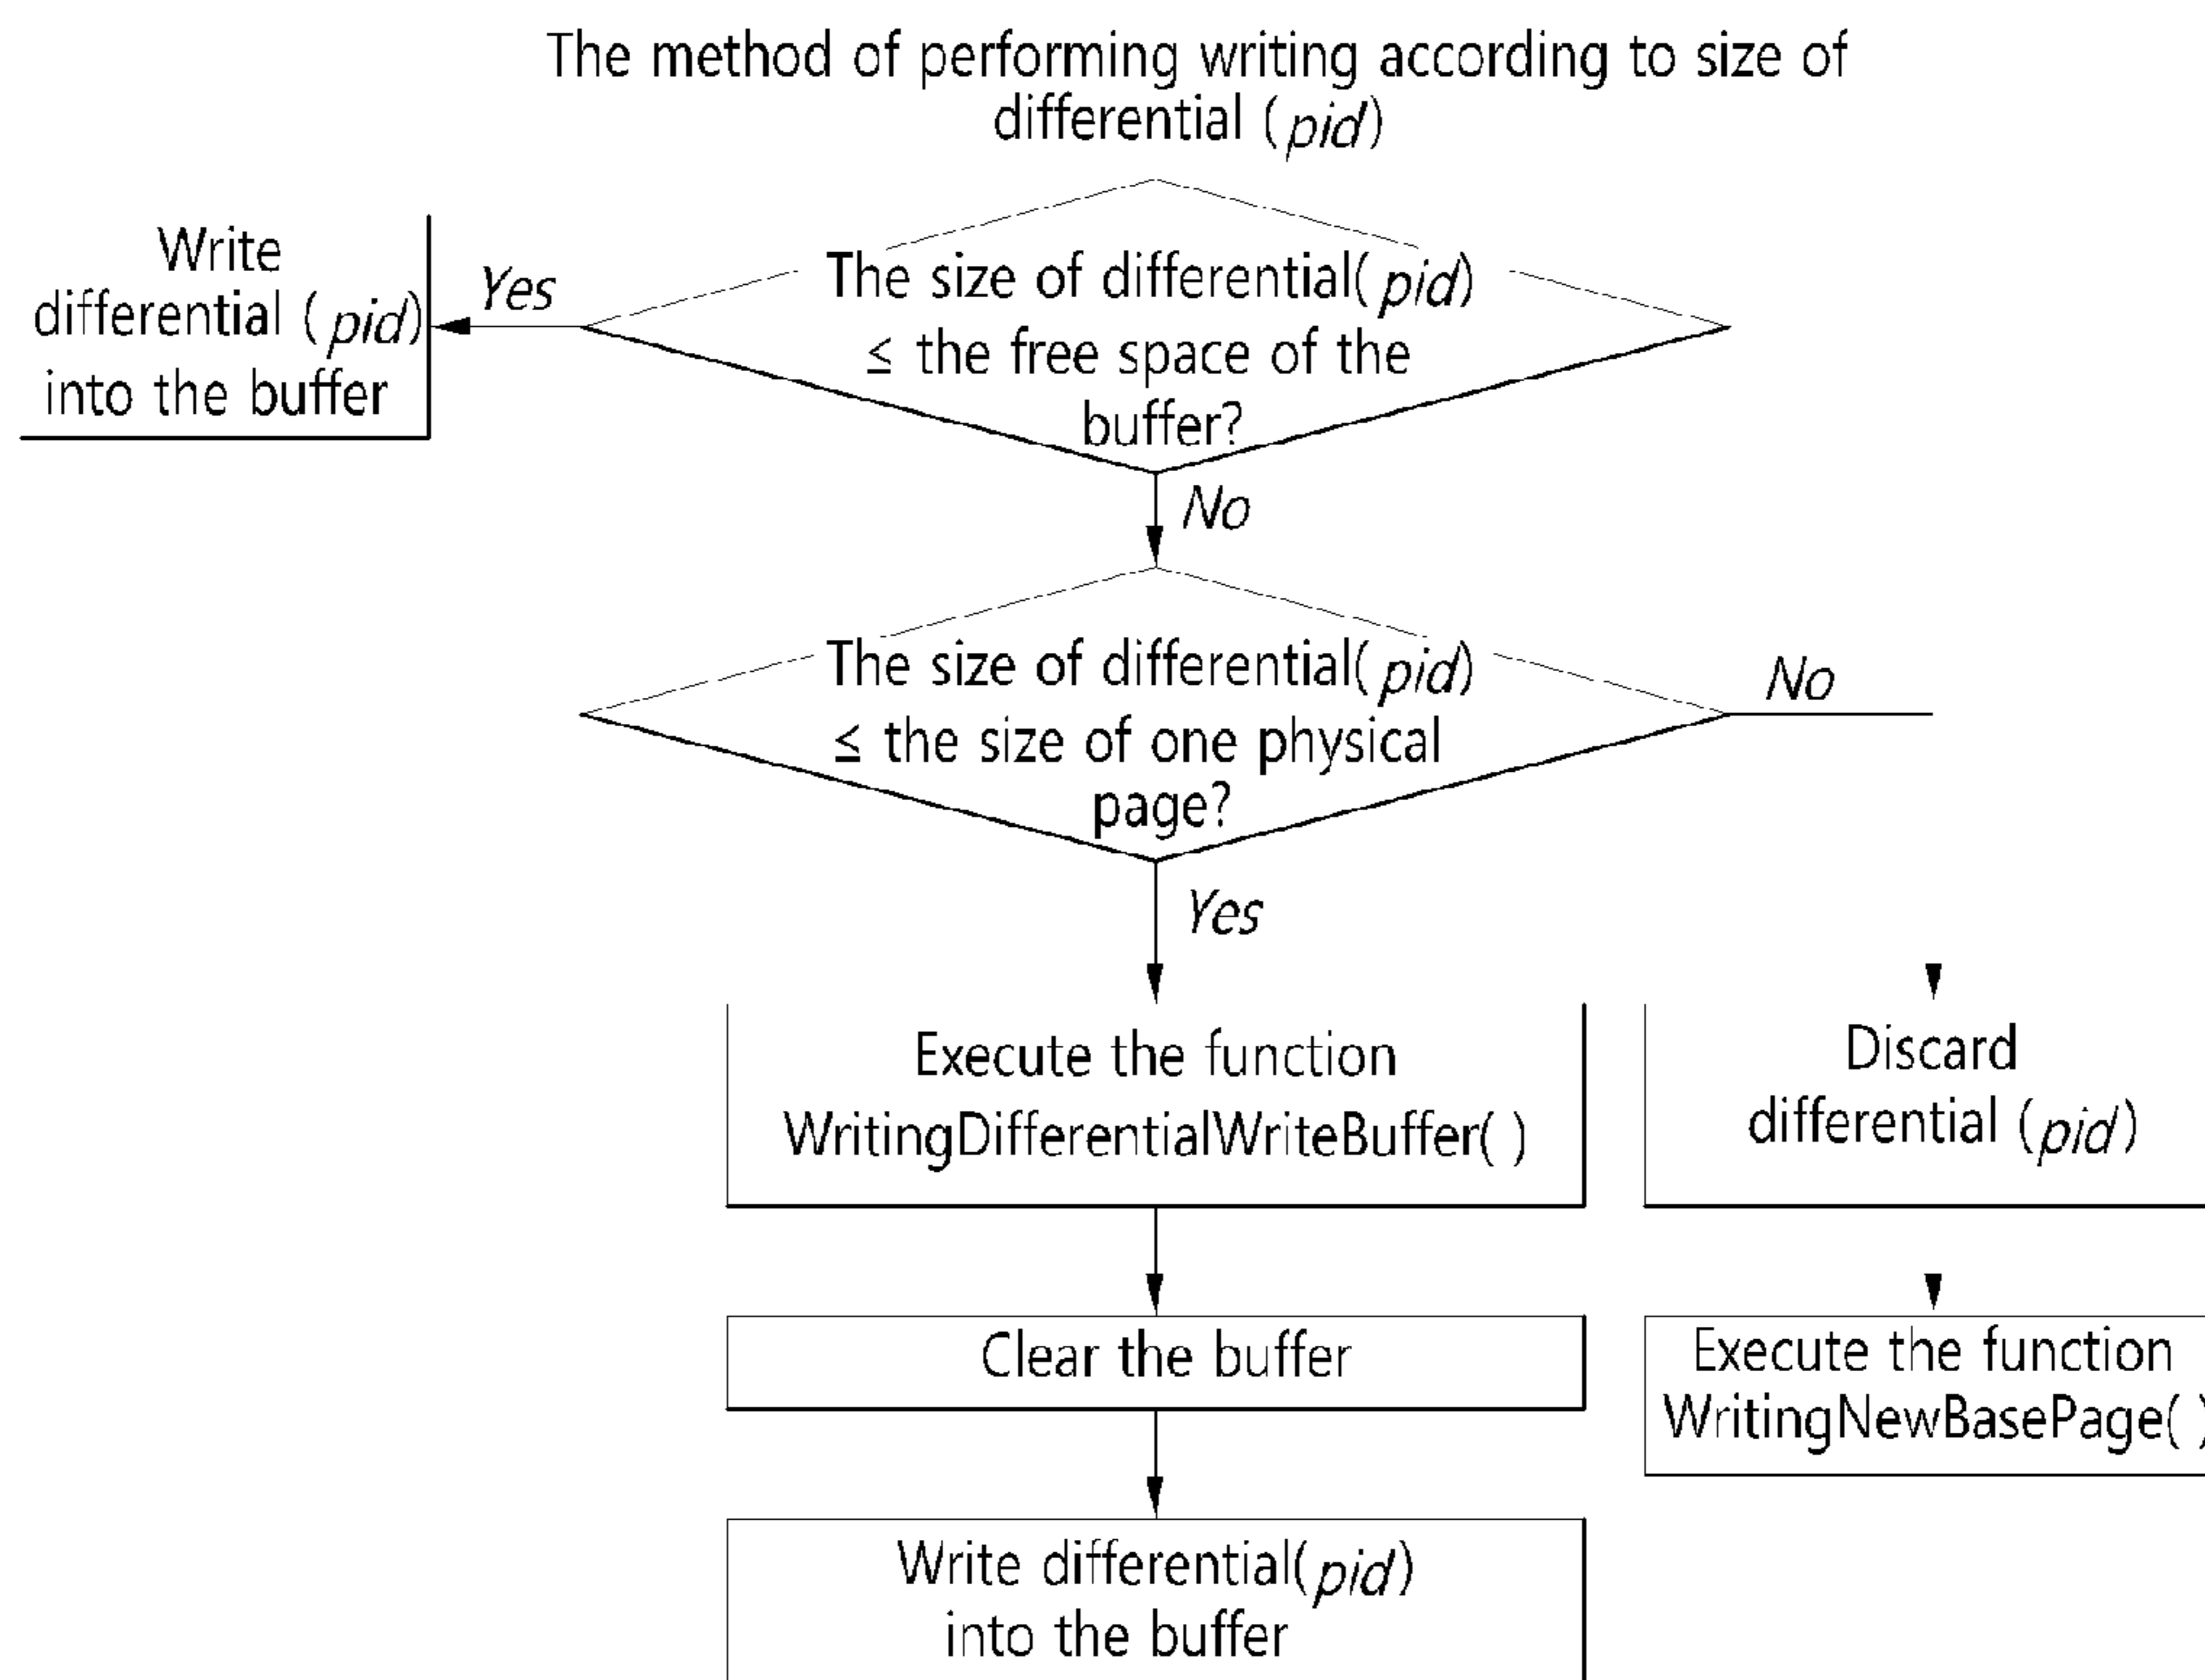 The method of performing writing according to size of
differential (pid)
Write
differential (pid)
into the buffer
Yes
The size of differential(pid)
≤ the free space of the
buffer?
No
The size of differential(pid)
≤ the size of one physical
page?
No
Yes
Execute the function
WritingDifferentialWriteBuffer( )
Discard
differential (pid)
Clear the buffer
Execute the function
WritingNewBasePage( )
Write differential(pid)
into the buffer